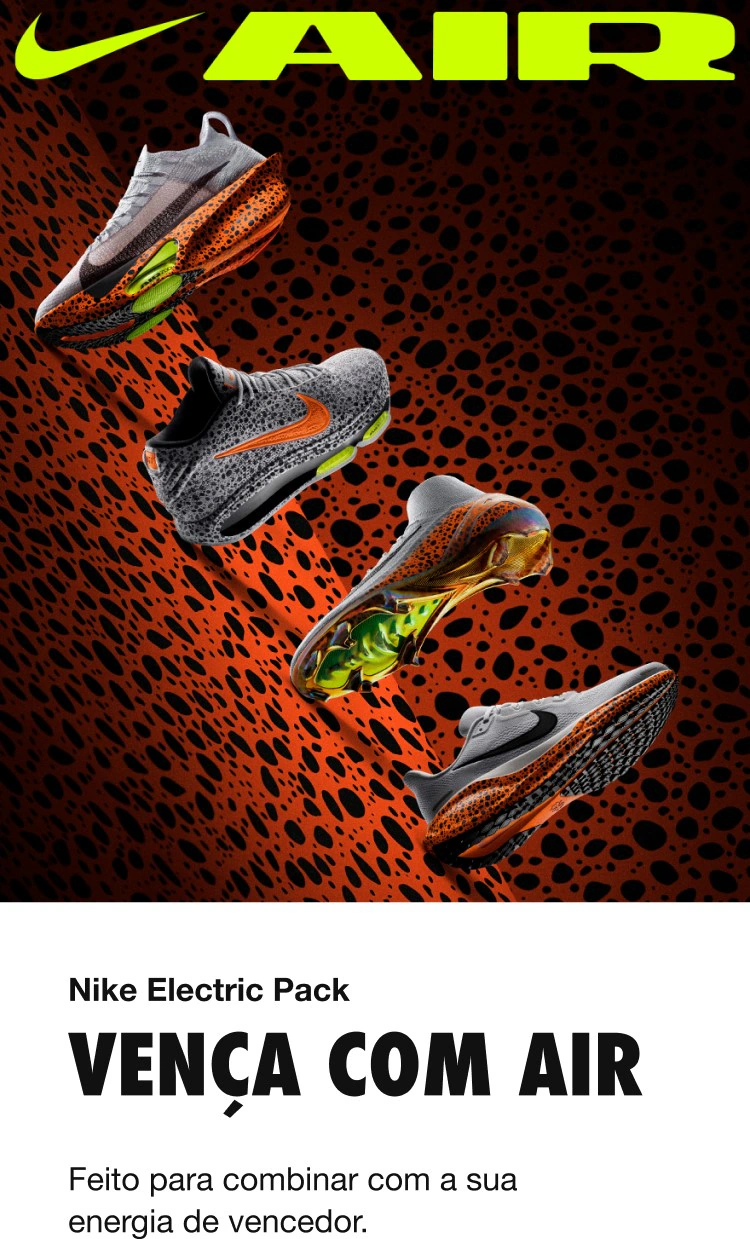 AIR
Nike Electric Pack
VENÇA COM AIR
Feito para combinar com a sua
energia de vencedor.